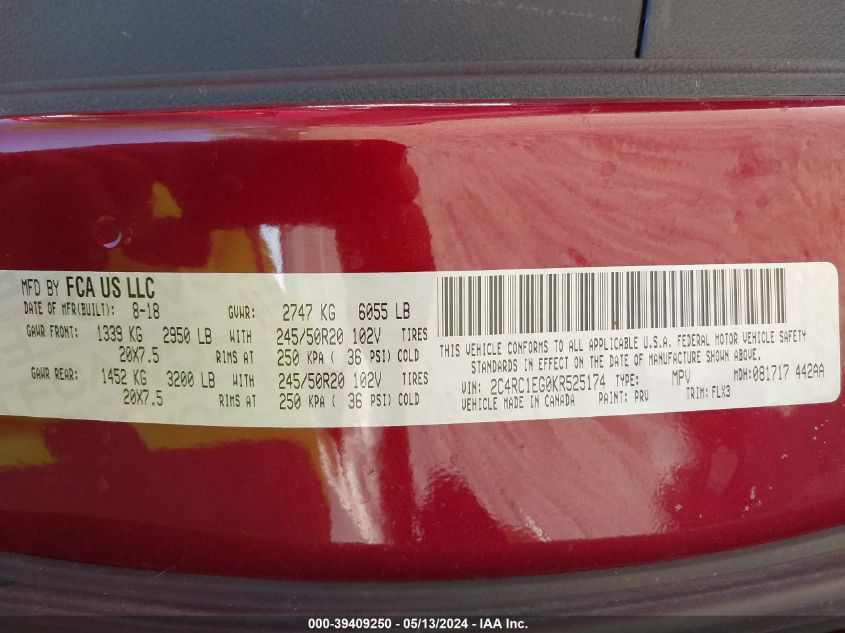 MFD BY FCA US LLC
DATE OF MFR(BUILT): 8-18 GVWR: 2747 KG 6055 LB
GAWR FRONT: 1339 KG 2950 LB WITH 245/50R20 102V TIRES
20X7.5 RIMS AT 250 KPA ( 36 PSI) COLD
GAWR REAR: 1452 KG 3200 LB WITH 245/50R20 102V TIRES
20X7.5 RIMS AT 250 KPA ( 36 PSI) COLD
THIS VEHICLE CONFORMS TO ALL APPLICABLE U.S.A. FEDERAL MOTOR VEHICLE SAFETY
STANDARDS IN EFFECT ON THE DATE OF MANUFACTURE SHOWN ABOVE.
VIN: 2C4RC1EG0KR525174 TYPE: MPV MDH:081717 442AA
VEHICLE MADE IN CANADA PAINT: PRV TRIM: FLX3
000-39409250 - 05/13/2024 - IAA Inc.